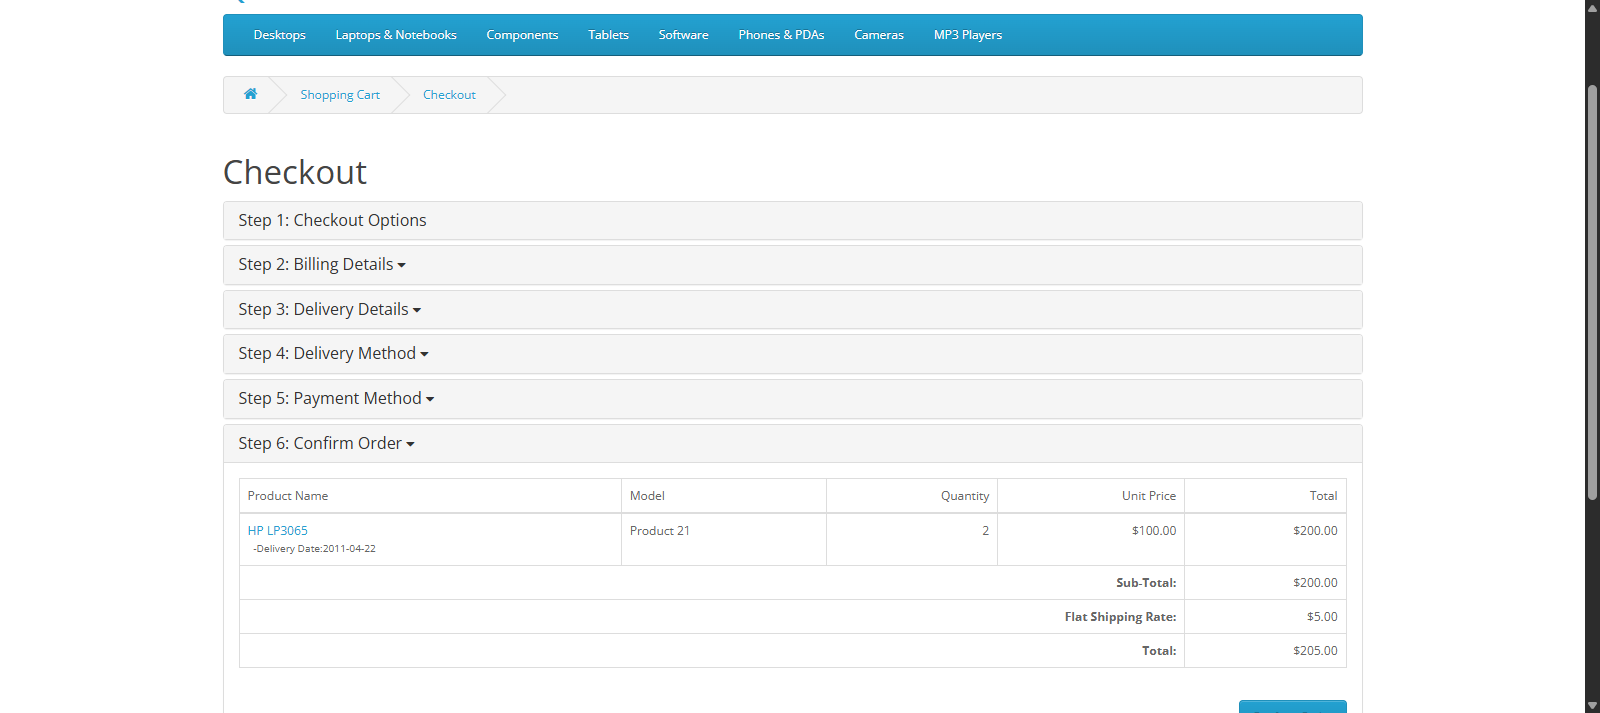 Desktops Laptops & Notebooks Components Tablets Software Phones & PDAs Cameras MP3 Players
Shopping Cart Checkout
Checkout
Step 1: Checkout Options
Step 2: Billing Details
Step 3: Delivery Details
Step 4: Delivery Method
Step 5: Payment Method
Step 6: Confirm Order
Product Name Model Quantity Unit Price Total
HP LP3065 Product 21 2 $100.00 $200.00
-Delivery Date:2011-04-22
Sub-Total: $200.00
Flat Shipping Rate: $5.00
Total: $205.00